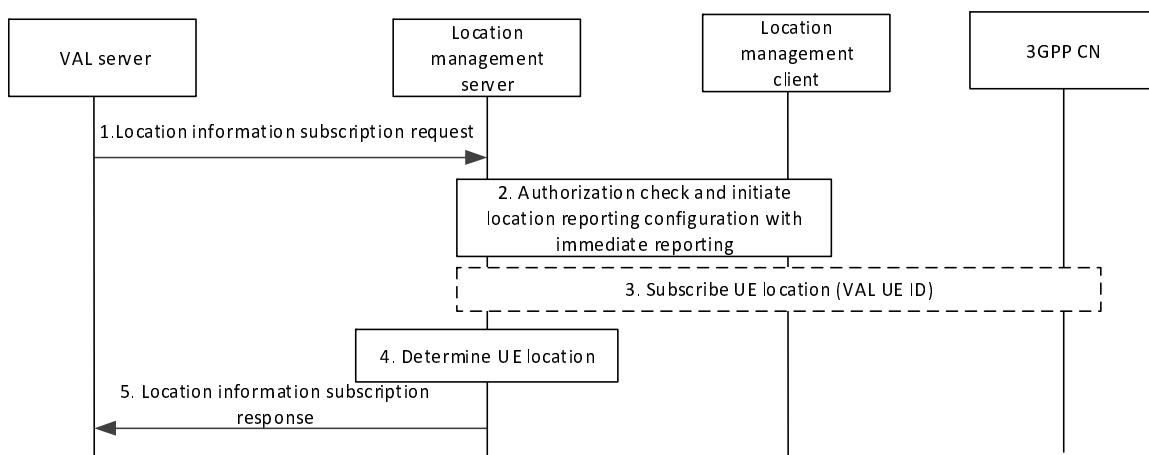 VAL server
Location
management
server
Location
management
client
3GPP CN
1.Location information subscription request
2. Authorization check and initiate
location reporting configuration with
immediate reporting
3. Subscribe UE location (VAL UE ID)
4. Determine UE location
5. Location information subscription
response